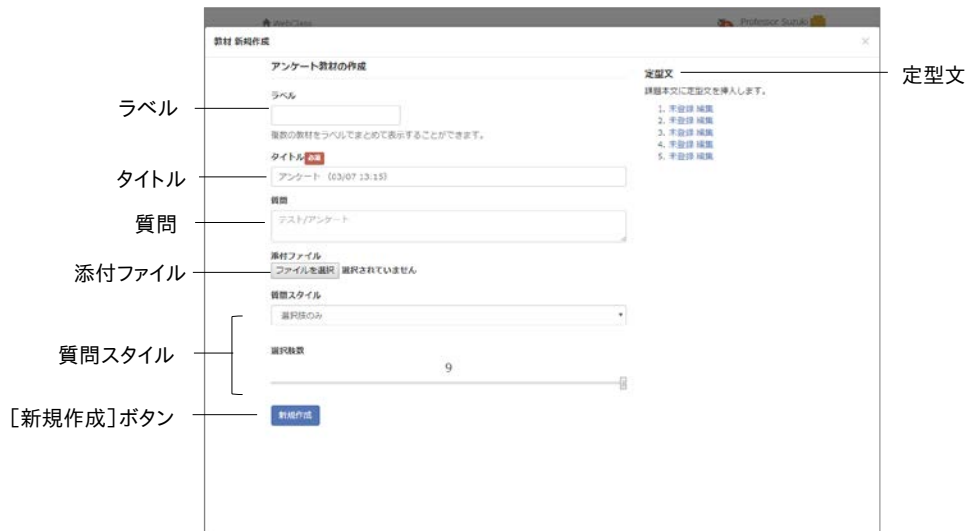 WebClass
Professor Suzuki
教材 新規作成
×
アンケート教材の作成
定型文
定型文
課題本文に定型文を挿入します。
1. 未登録 編集
2. 未登録 編集
3. 未登録 編集
4. 未登録 編集
5. 未登録 編集
ラベル
ラベル
複数の教材をラベルでまとめて表示することができます。
タイトル 必須
タイトル
アンケート (03/07 13:15)
質問
質問
テスト/アンケート
添付ファイル
添付ファイル
ファイルを選択 選択されていません
質問スタイル
選択肢のみ
質問スタイル
選択肢数
9
[新規作成]ボタン
新規作成